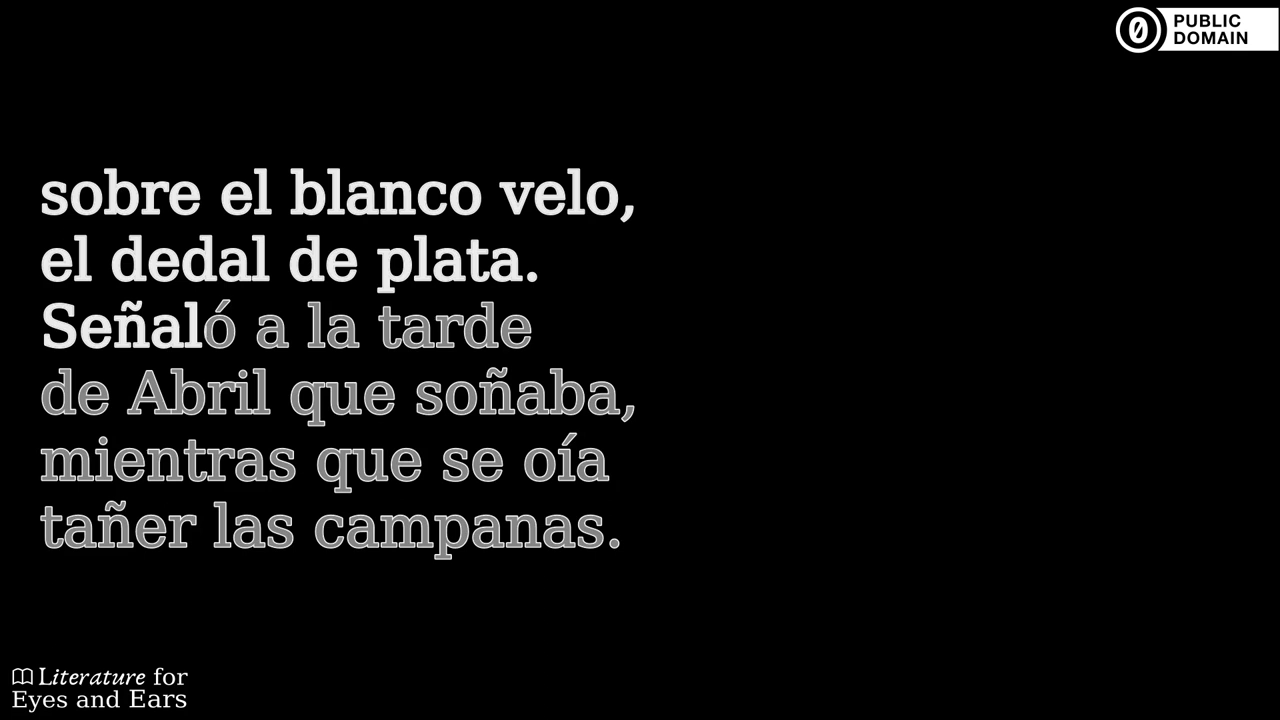 PUBLIC
DOMAIN
sobre el blanco velo,
el dedal de plata.
Señaló a la tarde
de Abril que soñaba,
mientras que se oía
tañer las campanas.
Literature for
Eyes and Ears